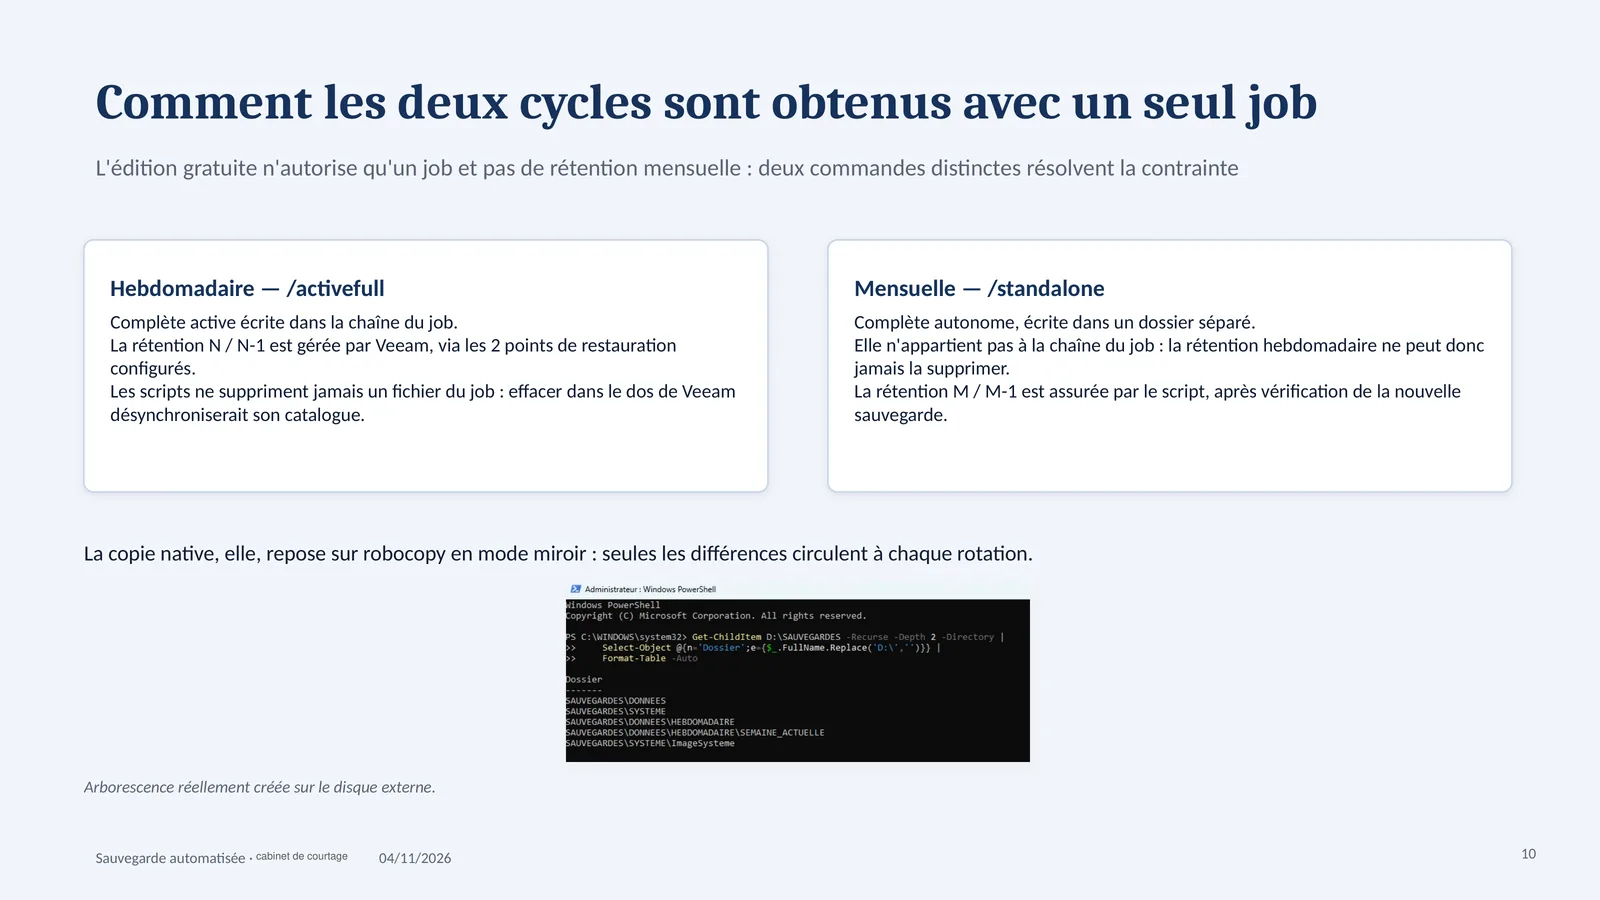 Comment les deux cycles sont obtenus avec un seul job
L'édition gratuite n'autorise qu'un job et pas de rétention mensuelle : deux commandes distinctes résolvent la contrainte
Hebdomadaire — /activefull
Complète active écrite dans la chaîne du job.
La rétention N / N-1 est gérée par Veeam, via les 2 points de restauration
configurés.
Les scripts ne suppriment jamais un fichier du job : effacer dans le dos de Veeam
désynchroniserait son catalogue.
Mensuelle — /standalone
Complète autonome, écrite dans un dossier séparé.
Elle n'appartient pas à la chaîne du job : la rétention hebdomadaire ne peut donc
jamais la supprimer.
La rétention M / M-1 est assurée par le script, après vérification de la nouvelle
sauvegarde.
La copie native, elle, repose sur robocopy en mode miroir : seules les différences circulent à chaque rotation.
Administrateur : Windows PowerShell
Windows PowerShell
Copyright (C) Microsoft Corporation. All rights reserved.
PS C:\WINDOWS\system32> Get-ChildItem D:\SAUVEGARDES -Recurse -Depth 2 -Directory |
>> Select-Object @{n='Dossier';e={$_.FullName.Replace('D:\','')}} |
>> Format-Table -Auto
Dossier
-------
SAUVEGARDES\DONNEES
SAUVEGARDES\SYSTEME
SAUVEGARDES\DONNEES\HEBDOMADAIRE
SAUVEGARDES\DONNEES\HEBDOMADAIRE\SEMAINE_ACTUELLE
SAUVEGARDES\SYSTEME\ImageSysteme
Arborescence réellement créée sur le disque externe.
Sauvegarde automatisée · cabinet de courtage 04/11/2026
10